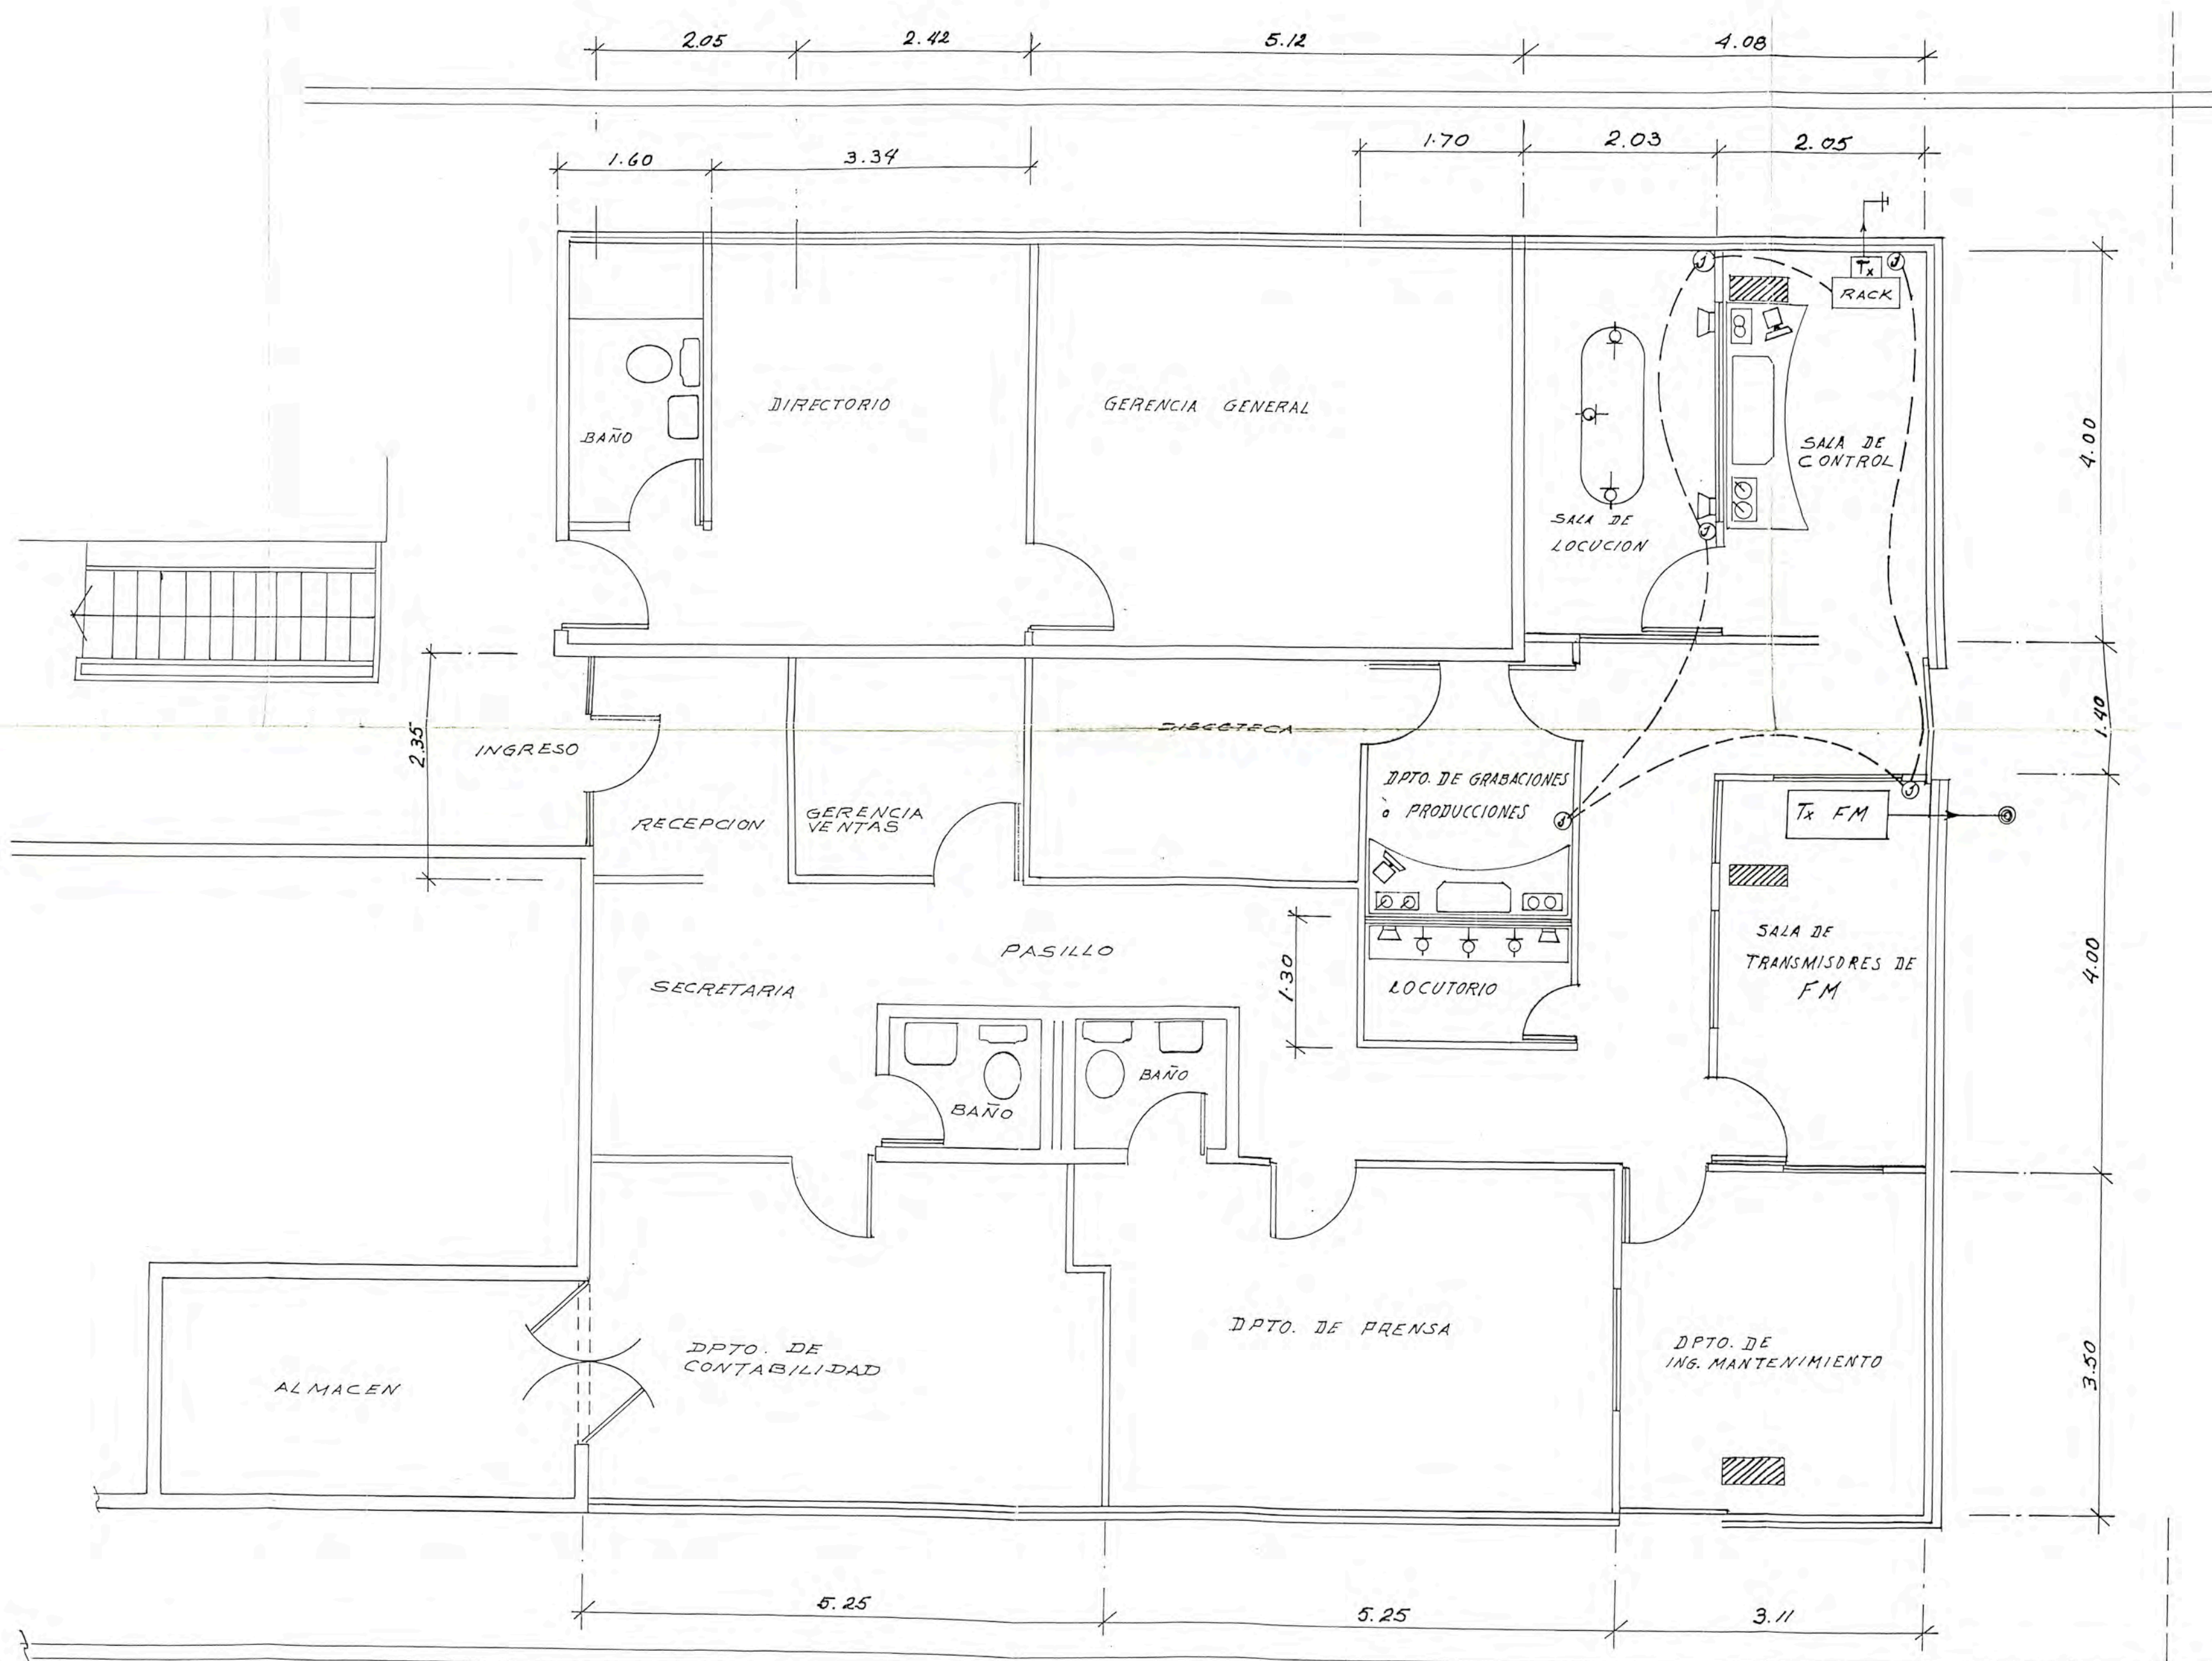 2.05
2.42
5.12
4.08
1.60
3.34
1.70
2.03
2.05
J
Tx
J
RACK
DIRECTORIO
GERENCIA GENERAL
BAÑO
SALA DE
CONTROL
4.00
SALA DE
LOCUCION
J
2.35
INGRESO
DISCOTECA
1.40
DPTO. DE GRABACIONES
ò PRODUCCIONES
J
J
Tx FM
RECEPCION
GERENCIA
VENTAS
PASILLO
SECRETARIA
1.30
LOCUTORIO
SALA DE
TRANSMISORES DE
FM
4.00
BAÑO
BAÑO
DPTO. DE
CONTABILIDAD
DPTO. DE PRENSA
DPTO. DE
ING. MANTENIMIENTO
3.50
ALMACEN
5.25
5.25
3.11